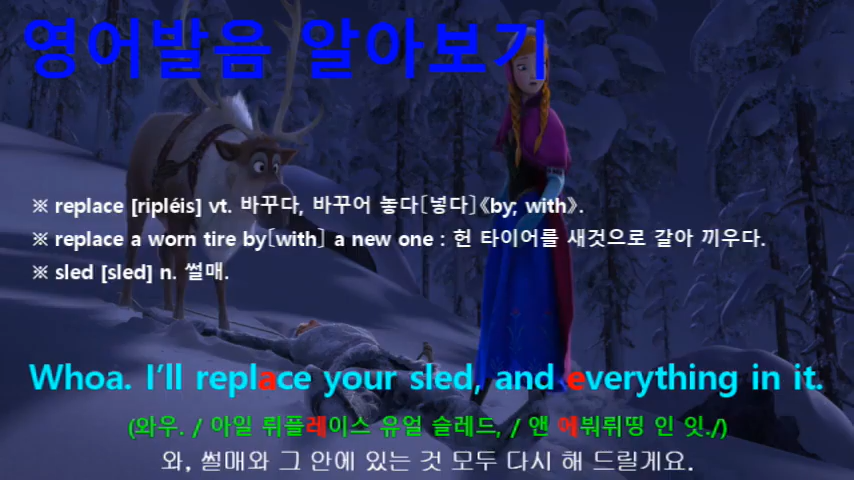 영어발음 알아보기
※ replace [ripléis] vt. 바꾸다, 바꾸어 놓다[넣다]《by; with》.
※ replace a worn tire by[with] a new one : 헌 타이어를 새것으로 갈아 끼우다.
※ sled [sled] n. 썰매.
Whoa. I'll replace your sled, and everything in it.
(와우. / 아일 뤼플레이스 유얼 슬레드, / 앤 에붜뤼띵 인 잇./)
와, 썰매와 그 안에 있는 것 모두 다시 해 드릴게요.